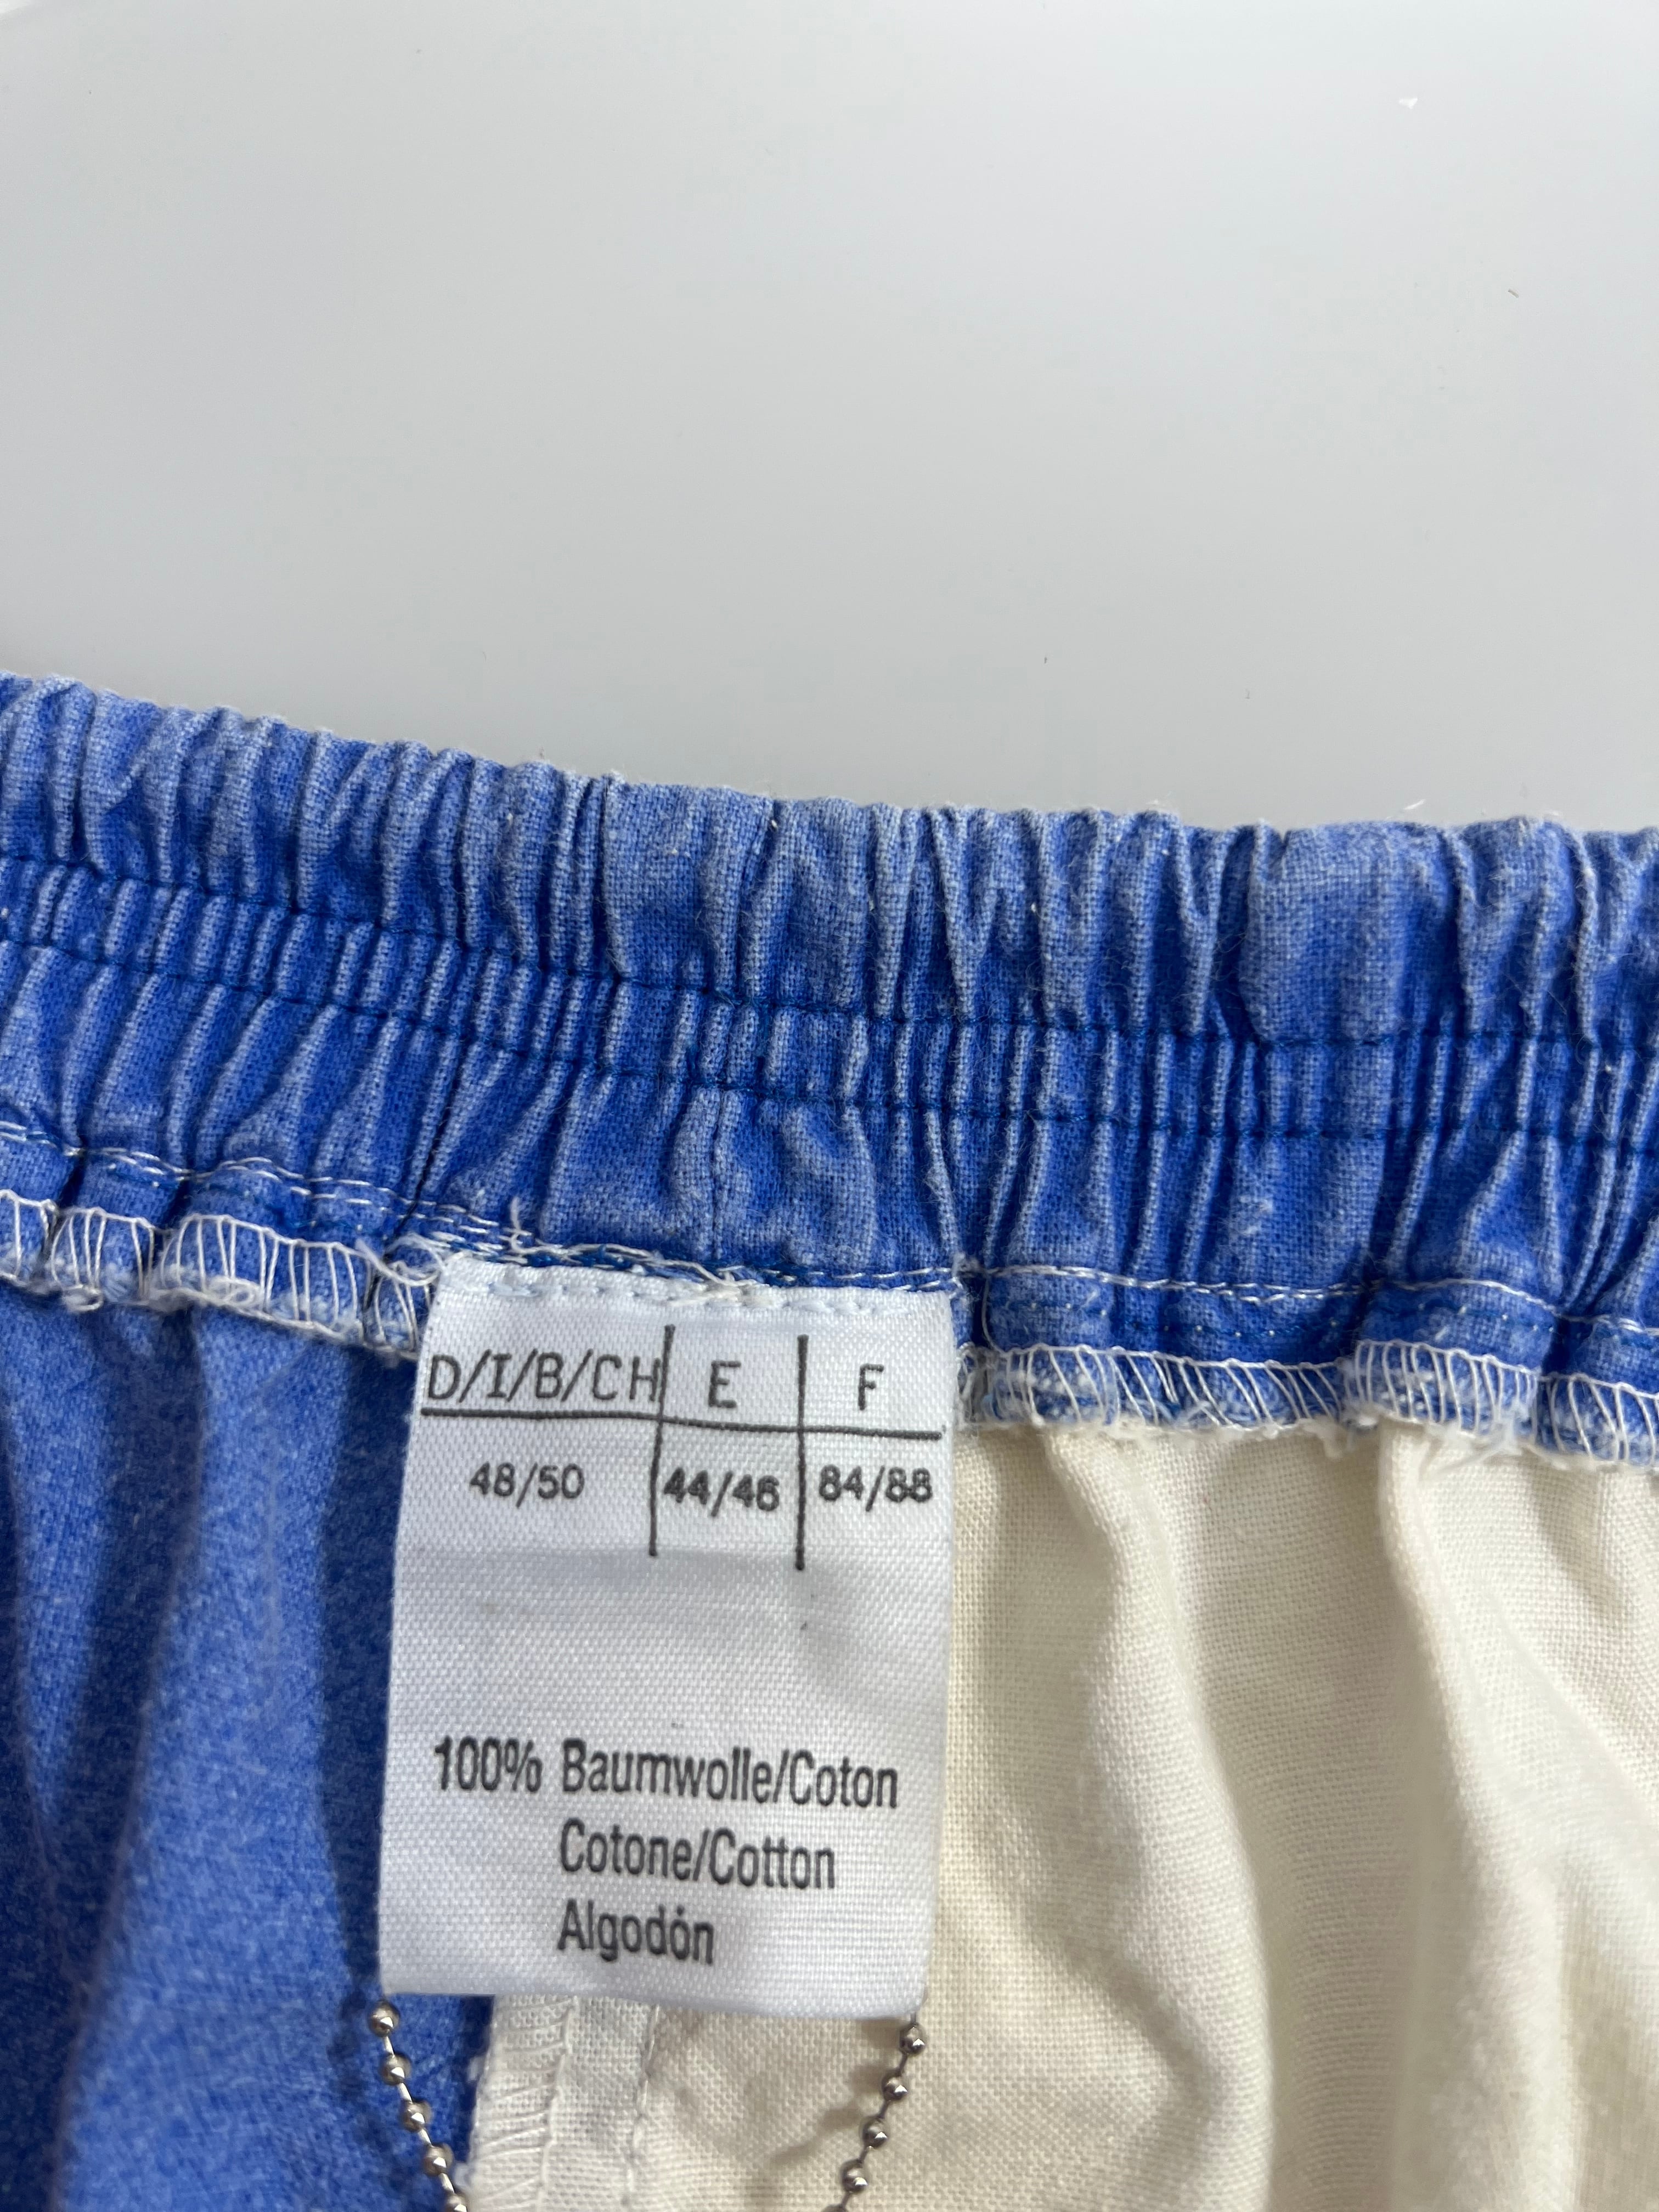 D/I/B/CH E F
48/50 44/46 84/88
100% Baumwolle/Coton
Cotone/Cotton
Algodón